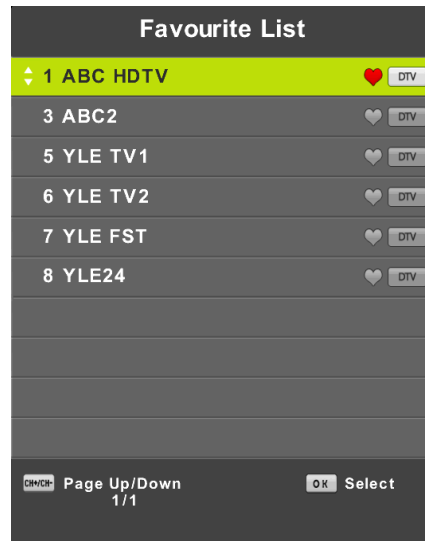 Favourite List
1 ABC HDTV DTV
3 ABC2 DTV
5 YLE TV1 DTV
6 YLE TV2 DTV
7 YLE FST DTV
8 YLE24 DTV
CH+/CH- Page Up/Down OK Select
1/1